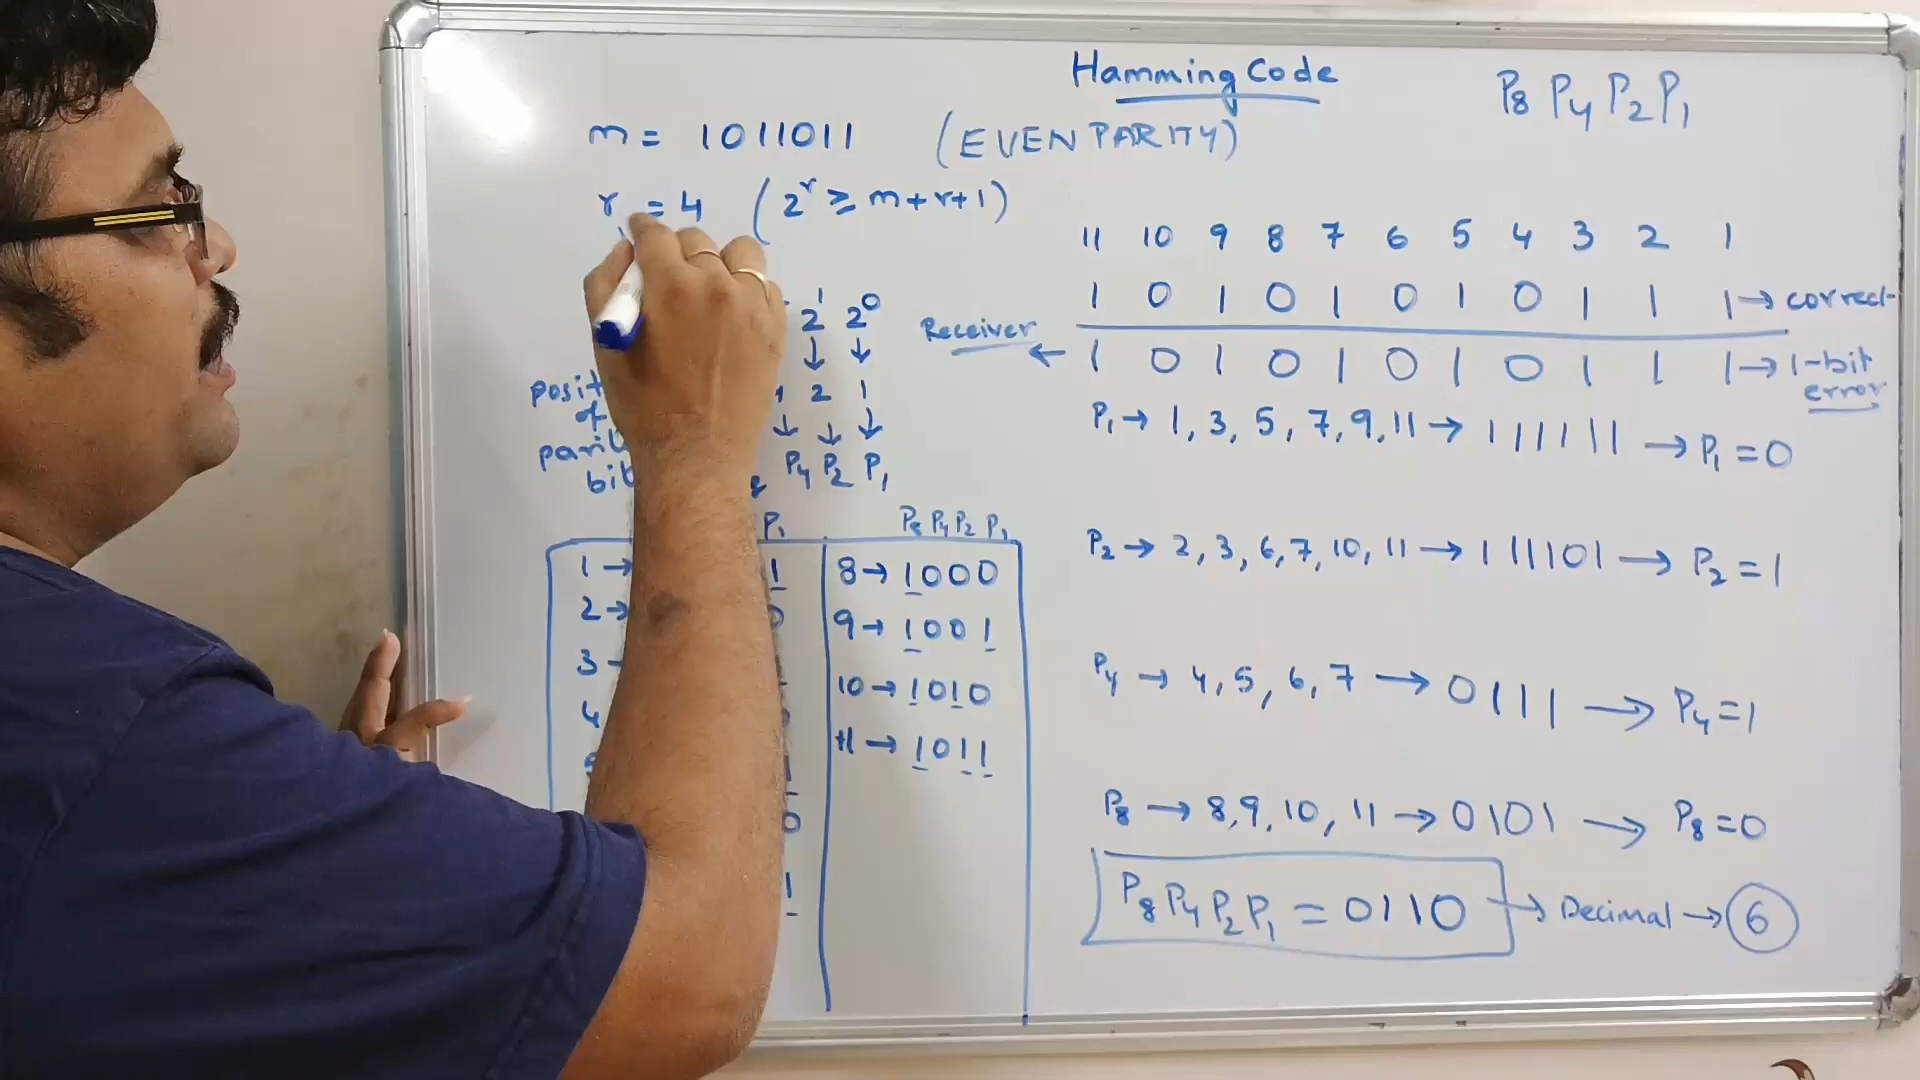 Hamming Code
P8 P4 P2 P1
m = 1011011 (EVEN PARITY)
r = 4 (2^r ≥ m+r+1)
11 10 9 8 7 6 5 4 3 2 1
1 0 1 0 1 0 1 0 1 1 1 → correct
Receiver ← 1 0 1 0 1 0 1 0 1 1 1 → 1-bit error
2^1 2^0
↓ ↓
2 1
↓ ↓ ↓
P4 P2 P1
of
P1
1 → 1
2 → 0
3
4
0
1
P8 P4 P2 P1
8 → 1000
9 → 1001
10 → 1010
11 → 1011
P1 → 1, 3, 5, 7, 9, 11 → 111111 → P1 = 0
P2 → 2, 3, 6, 7, 10, 11 → 111101 → P2 = 1
P4 → 4, 5, 6, 7 → 0111 → P4 = 1
P8 → 8, 9, 10, 11 → 0101 → P8 = 0
P8 P4 P2 P1 = 0110 → Decimal → 6